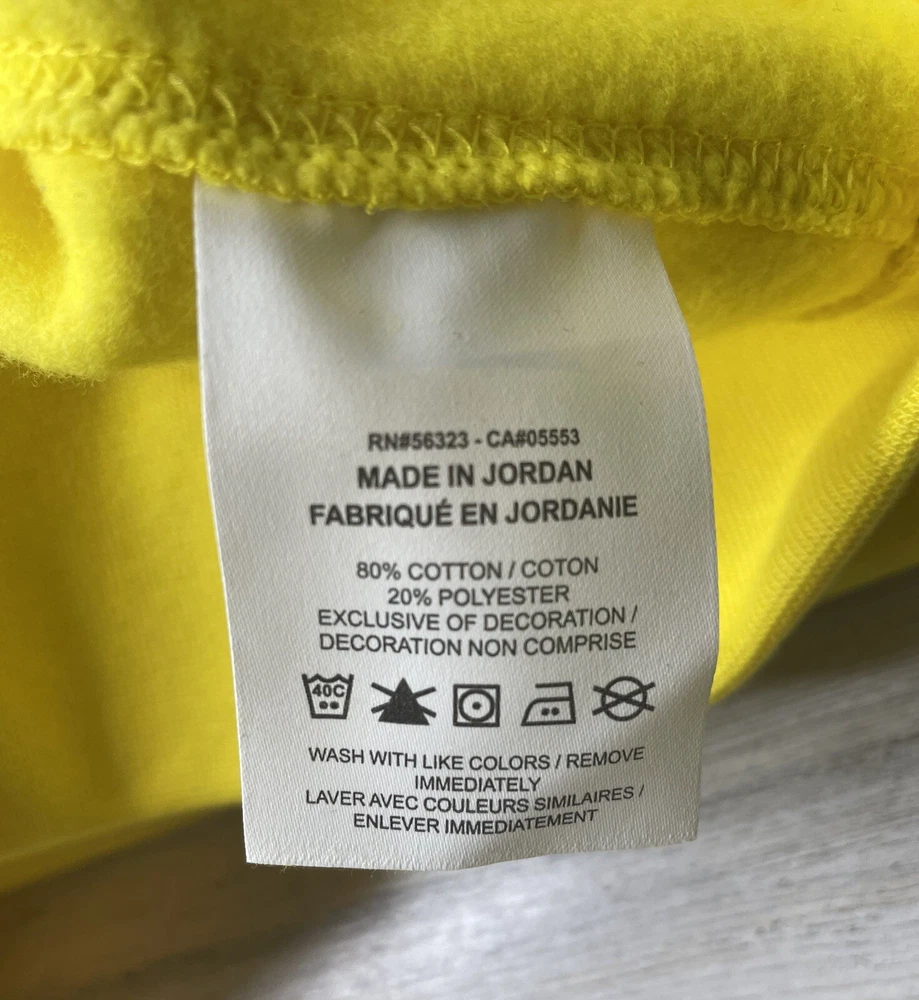 RN#56323 - CA#05553
MADE IN JORDAN
FABRIQUÉ EN JORDANIE
80% COTTON / COTON
20% POLYESTER
EXCLUSIVE OF DECORATION /
DECORATION NON COMPRISE
40C
WASH WITH LIKE COLORS / REMOVE
IMMEDIATELY
LAVER AVEC COULEURS SIMILAIRES /
ENLEVER IMMEDIATEMENT